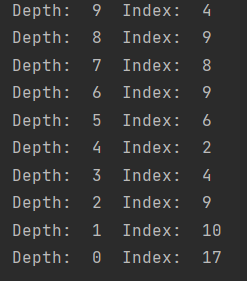 Depth:  9  Index:  4
Depth:  8  Index:  9
Depth:  7  Index:  8
Depth:  6  Index:  9
Depth:  5  Index:  6
Depth:  4  Index:  2
Depth:  3  Index:  4
Depth:  2  Index:  9
Depth:  1  Index:  10
Depth:  0  Index:  17